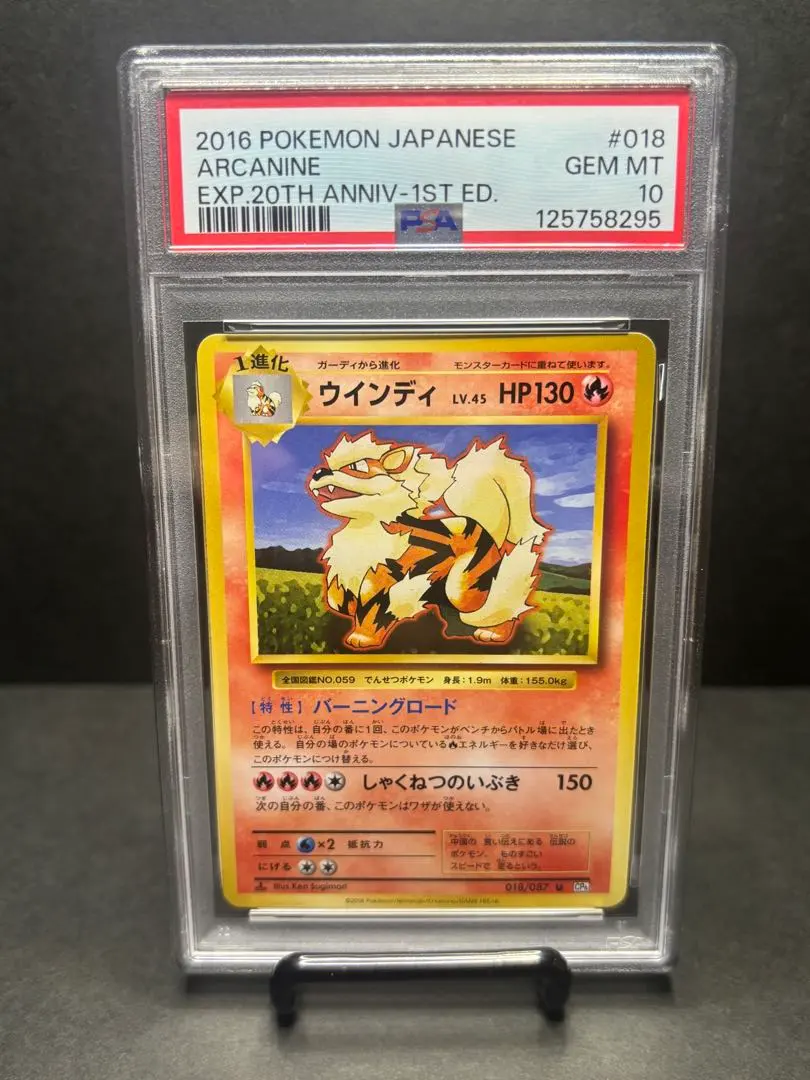 2016 POKEMON JAPANESE #018
ARCANINE GEM MT
EXP.20TH ANNIV-1ST ED. 10
PSA 125758295
1進化
ガーディから進化 モンスターカードに重ねて使います。
ウインディ LV.45 HP130
全国図鑑NO.059 でんせつポケモン 身長:1.9m 体重:155.0kg
[特性] バーニングロード
この特性は、自分の番に1回、このポケモンがベンチからバトル場に出たとき
使える。自分の場のポケモンについているエネルギーを好きなだけ選び、
このポケモンにつけ替える。
しゃくねつのいぶき 150
次の自分の番、このポケモンはワザが使えない。
弱点 ×2 抵抗力
にげる
中国の 言い伝えにある 伝説の
ポケモン。 ものすごい
スピードで 走るという。
Illus. Ken Sugimori 018/087 U CP6